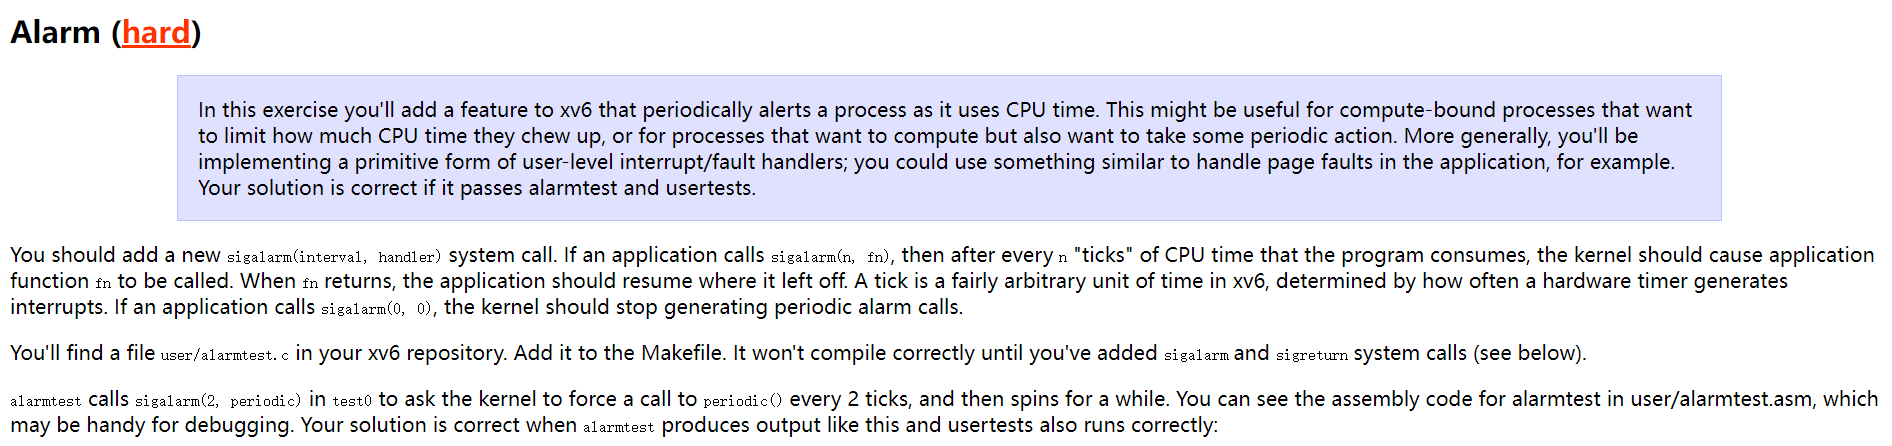 Alarm (hard)
In this exercise you'll add a feature to xv6 that periodically alerts a process as it uses CPU time. This might be useful for compute-bound processes that want
to limit how much CPU time they chew up, or for processes that want to compute but also want to take some periodic action. More generally, you'll be
implementing a primitive form of user-level interrupt/fault handlers; you could use something similar to handle page faults in the application, for example.
Your solution is correct if it passes alarmtest and usertests.
You should add a new sigalarm(interval, handler) system call. If an application calls sigalarm(n, fn), then after every n "ticks" of CPU time that the program consumes, the kernel should cause application
function fn to be called. When fn returns, the application should resume where it left off. A tick is a fairly arbitrary unit of time in xv6, determined by how often a hardware timer generates
interrupts. If an application calls sigalarm(0, 0), the kernel should stop generating periodic alarm calls.
You'll find a file user/alarmtest.c in your xv6 repository. Add it to the Makefile. It won't compile correctly until you've added sigalarm and sigreturn system calls (see below).
alarmtest calls sigalarm(2, periodic) in test0 to ask the kernel to force a call to periodic() every 2 ticks, and then spins for a while. You can see the assembly code for alarmtest in user/alarmtest.asm, which
may be handy for debugging. Your solution is correct when alarmtest produces output like this and usertests also runs correctly: